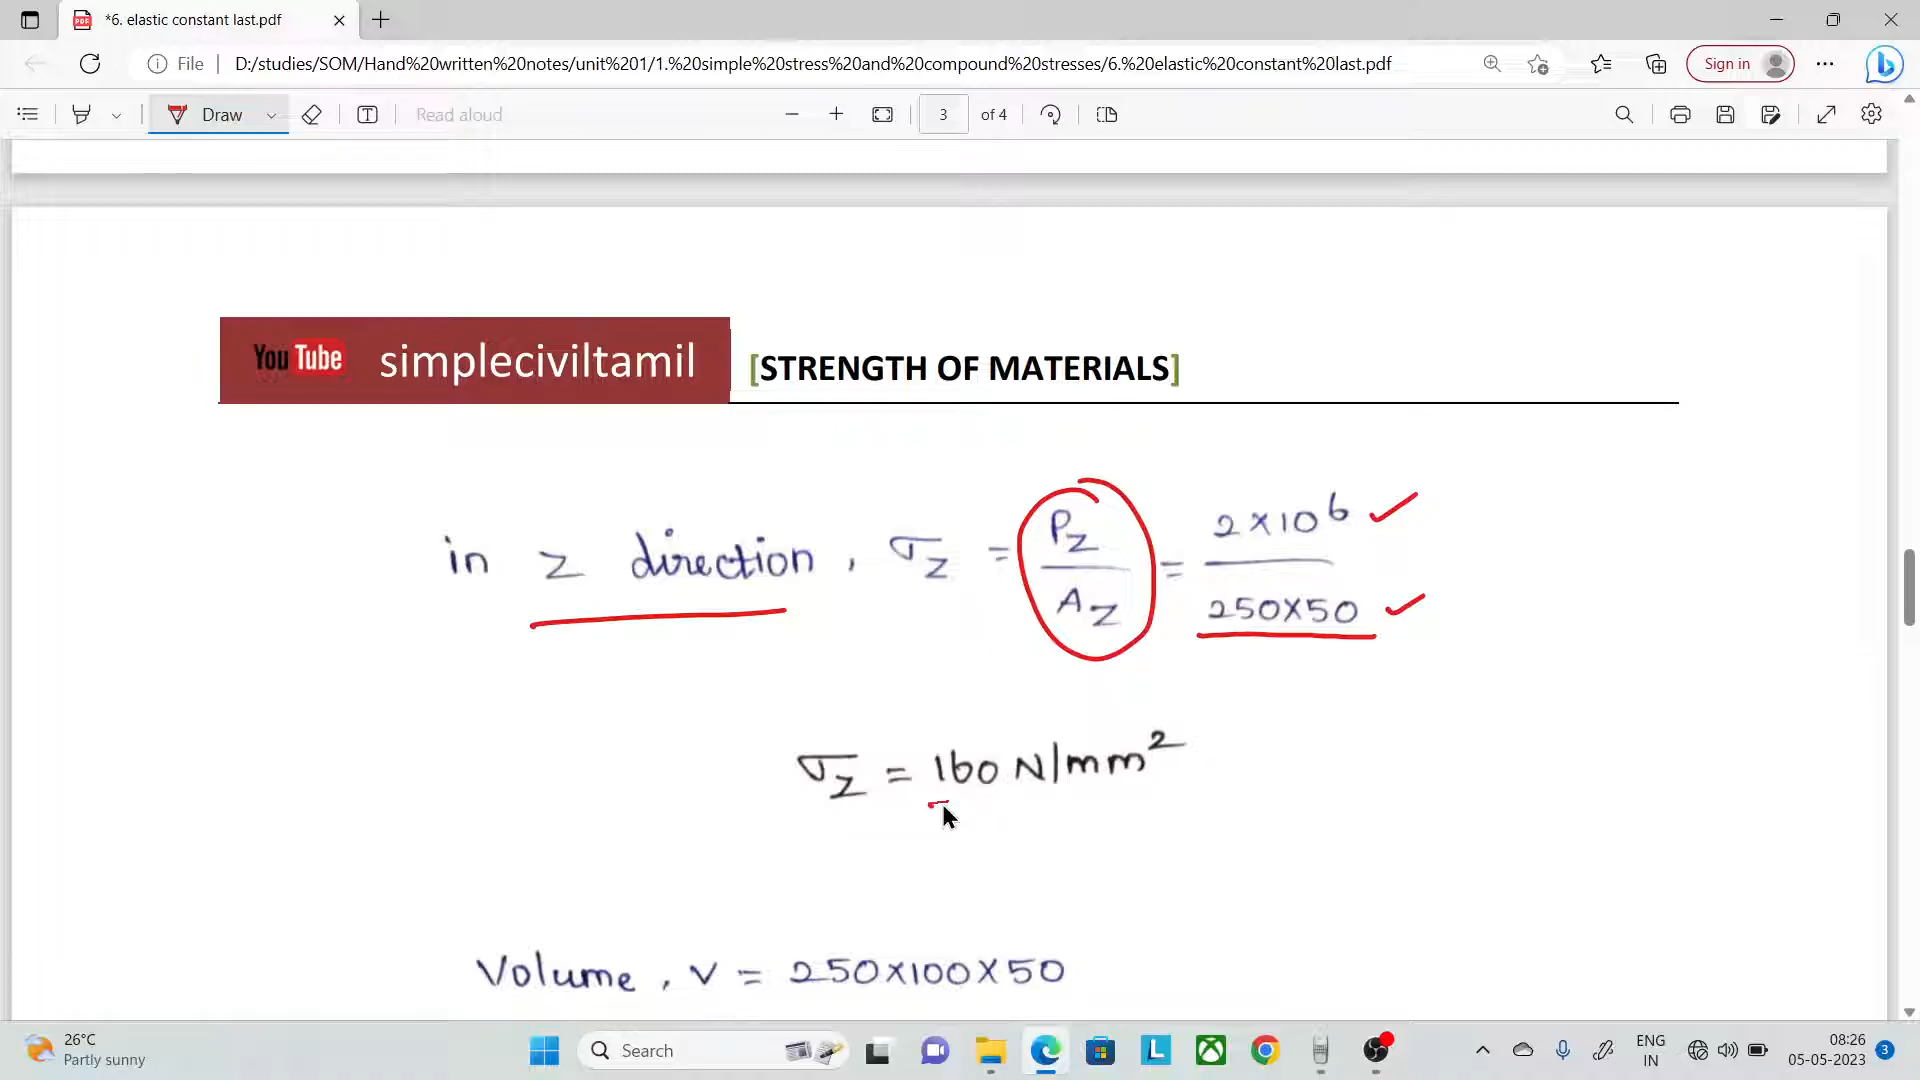 *6. elastic constant last.pdf
File | D:/studies/SOM/Hand%20written%20notes/unit%201/1.%20simple%20stress%20and%20compound%20stresses/6.%20elastic%20constant%20last.pdf
Sign in
Draw
Read aloud
3 of 4
YouTube simpleciviltamil [STRENGTH OF MATERIALS]
in z direction, σz = Pz/Az = 2×10^6/250×50
σz = 160 N/mm²
Volume, V = 250×100×50
26°C
Partly sunny
Search
ENG
IN
08:26
05-05-2023
3